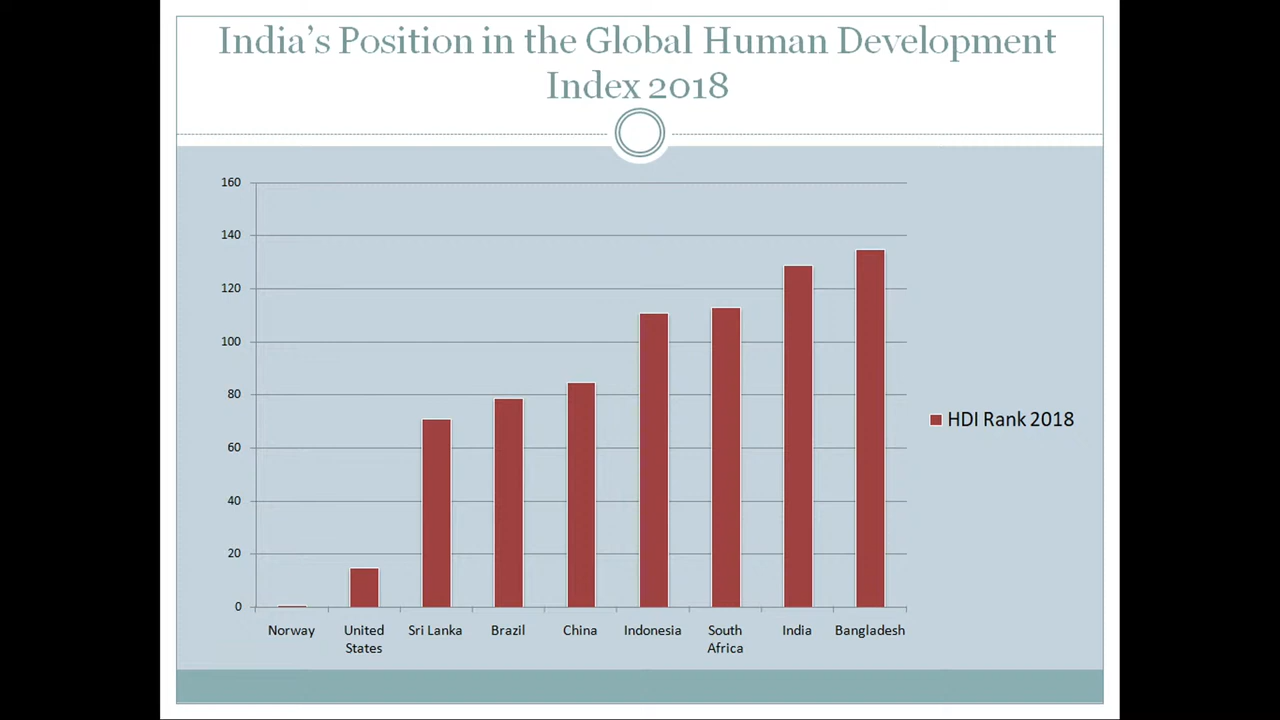 India's Position in the Global Human Development
Index 2018
160
140
120
100
80
60
40
20
0
Norway
United
States
Sri Lanka
Brazil
China
Indonesia
South
Africa
India
Bangladesh
HDI Rank 2018